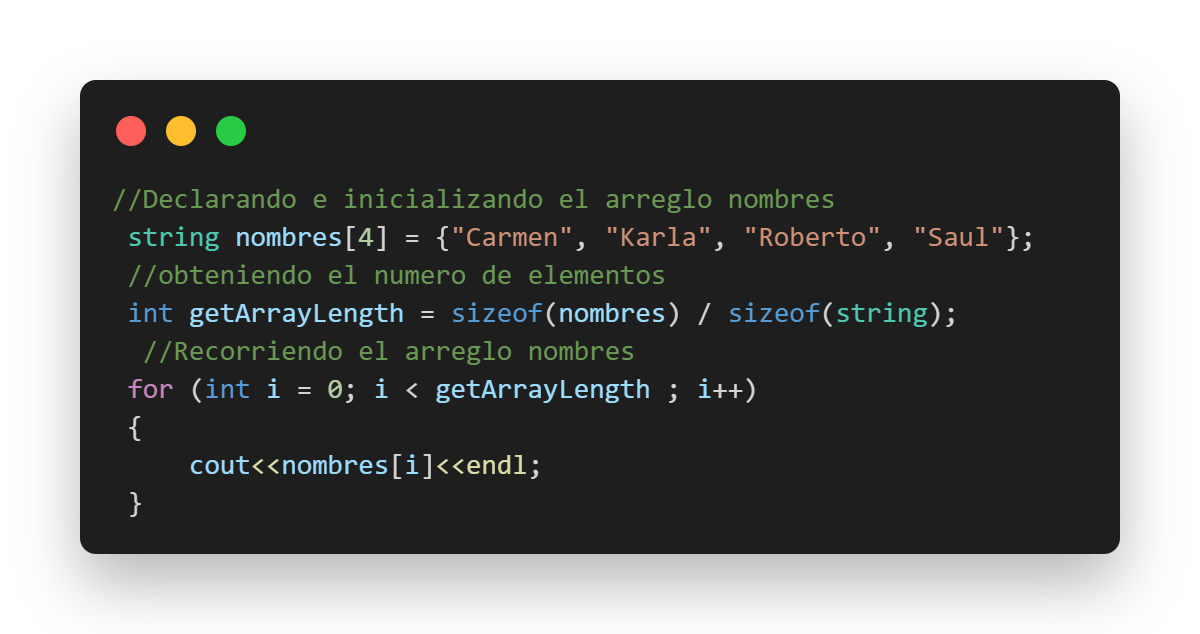 //Declarando e inicializando el arreglo nombres
string nombres[4] = {"Carmen", "Karla", "Roberto", "Saul"};
//obteniendo el numero de elementos
int getArrayLength = sizeof(nombres) / sizeof(string);
//Recorriendo el arreglo nombres
for (int i = 0; i < getArrayLength ; i++)
{
cout<<nombres[i]<<endl;
}